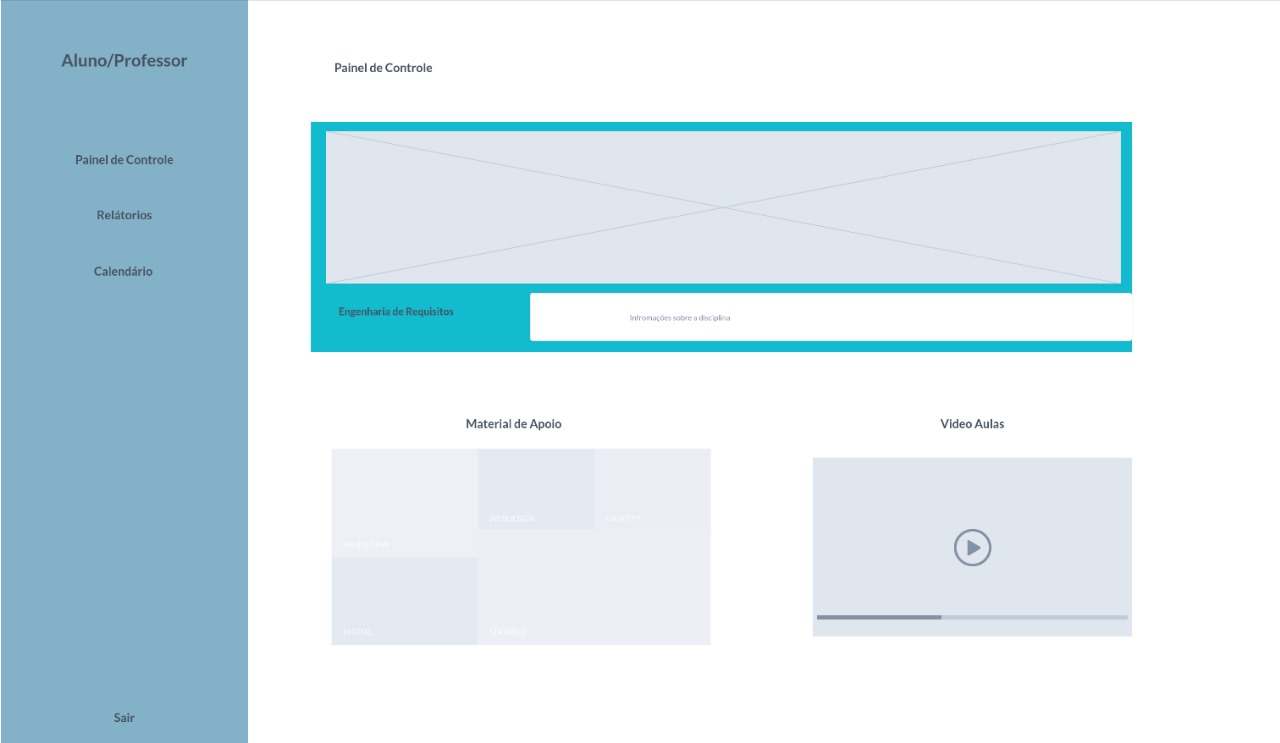 Aluno/Professor
Painel de Controle
Relátorios
Calendário
Sair
Painel de Controle
Engenharia de Requisitos
Infromações sobre a disciplina
Material de Apoio
WEBDESIGN
IDENTITY
DIGITAL
STRATEGY
Video Aulas